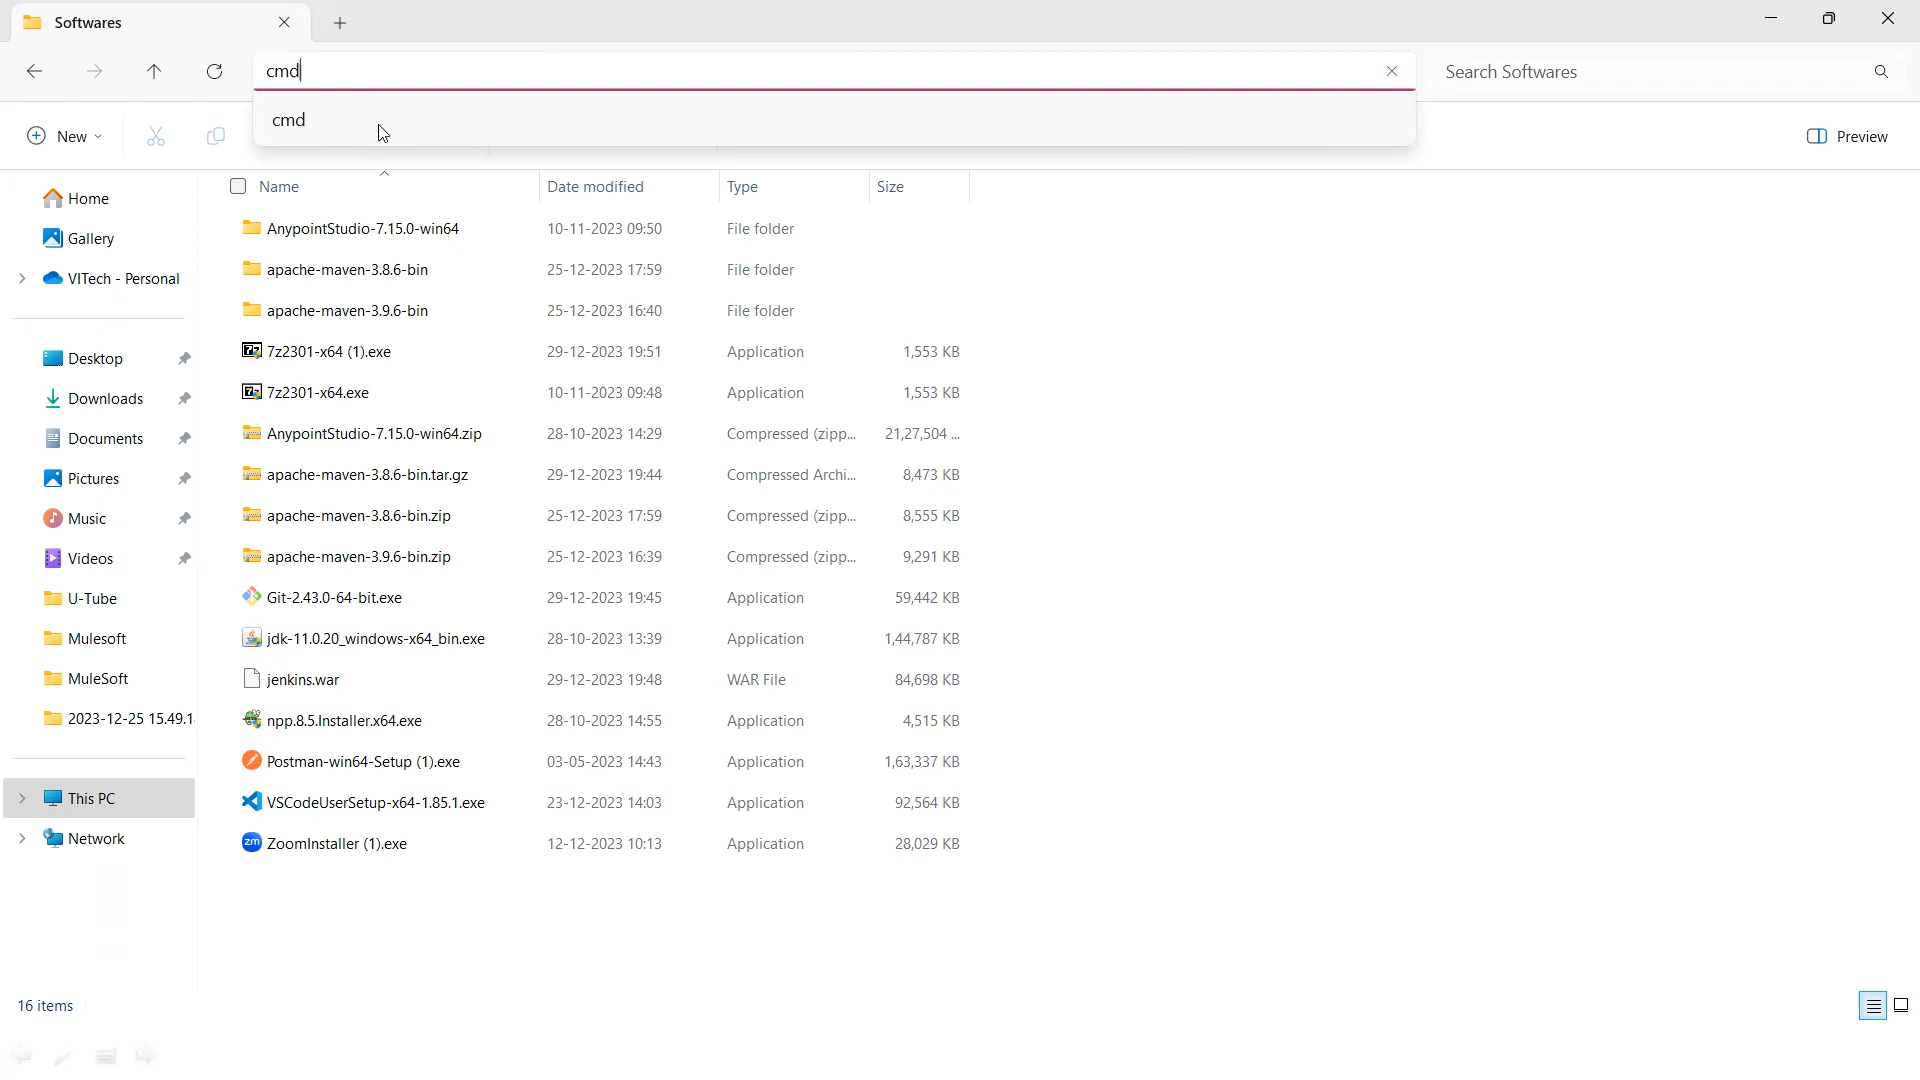 Softwares
cmd
Search Softwares
cmd
New
Preview
Name Date modified Type Size
Home
Gallery
VITech - Personal
Desktop
Downloads
Documents
Pictures
Music
Videos
U-Tube
Mulesoft
MuleSoft
2023-12-25 15.49.1
This PC
Network
AnypointStudio-7.15.0-win64 10-11-2023 09:50 File folder
apache-maven-3.8.6-bin 25-12-2023 17:59 File folder
apache-maven-3.9.6-bin 25-12-2023 16:40 File folder
7z2301-x64 (1).exe 29-12-2023 19:51 Application 1,553 KB
7z2301-x64.exe 10-11-2023 09:48 Application 1,553 KB
AnypointStudio-7.15.0-win64.zip 28-10-2023 14:29 Compressed (zipp... 21,27,504 ...
apache-maven-3.8.6-bin.tar.gz 29-12-2023 19:44 Compressed Archi... 8,473 KB
apache-maven-3.8.6-bin.zip 25-12-2023 17:59 Compressed (zipp... 8,555 KB
apache-maven-3.9.6-bin.zip 25-12-2023 16:39 Compressed (zipp... 9,291 KB
Git-2.43.0-64-bit.exe 29-12-2023 19:45 Application 59,442 KB
jdk-11.0.20_windows-x64_bin.exe 28-10-2023 13:39 Application 1,44,787 KB
jenkins.war 29-12-2023 19:48 WAR File 84,698 KB
npp.8.5.Installer.x64.exe 28-10-2023 14:55 Application 4,515 KB
Postman-win64-Setup (1).exe 03-05-2023 14:43 Application 1,63,337 KB
VSCodeUserSetup-x64-1.85.1.exe 23-12-2023 14:03 Application 92,564 KB
zm ZoomInstaller (1).exe 12-12-2023 10:13 Application 28,029 KB
16 items